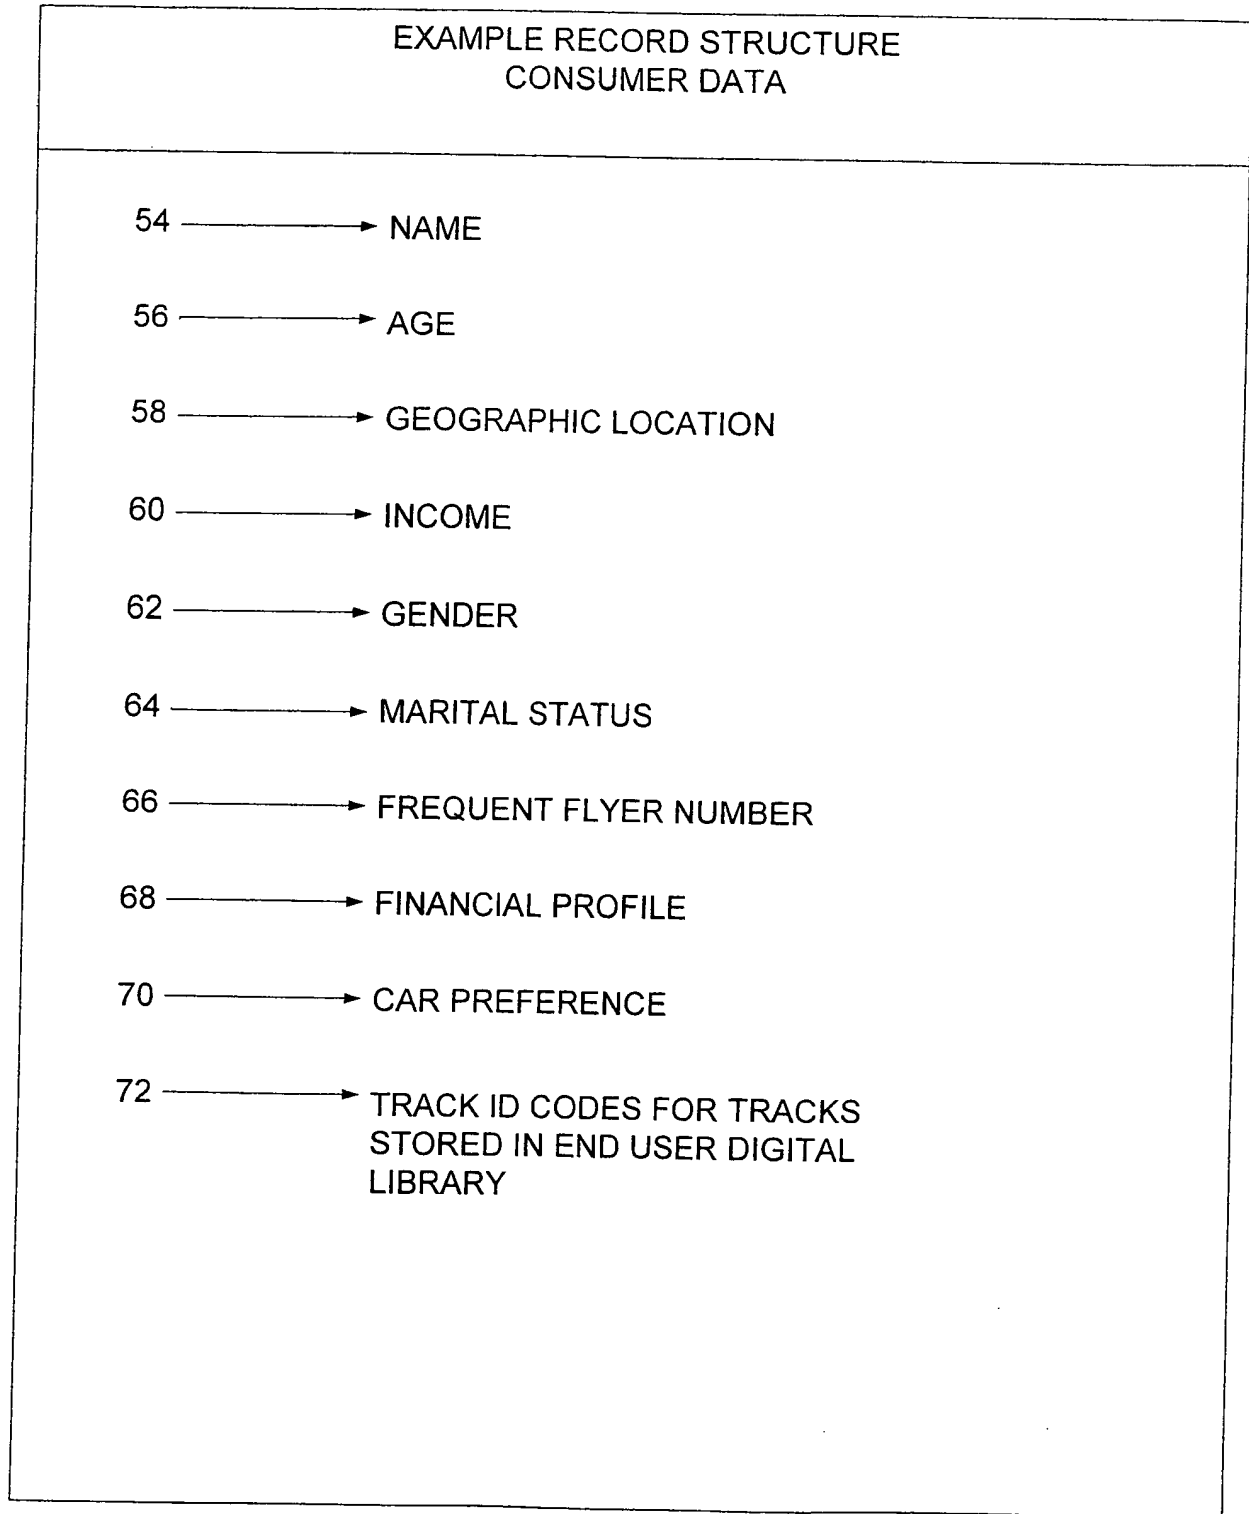 EXAMPLE RECORD STRUCTURE
CONSUMER DATA
54 NAME
56 AGE
58 GEOGRAPHIC LOCATION
60 INCOME
62 GENDER
64 MARITAL STATUS
66 FREQUENT FLYER NUMBER
68 FINANCIAL PROFILE
70 CAR PREFERENCE
72 TRACK ID CODES FOR TRACKS
STORED IN END USER DIGITAL
LIBRARY